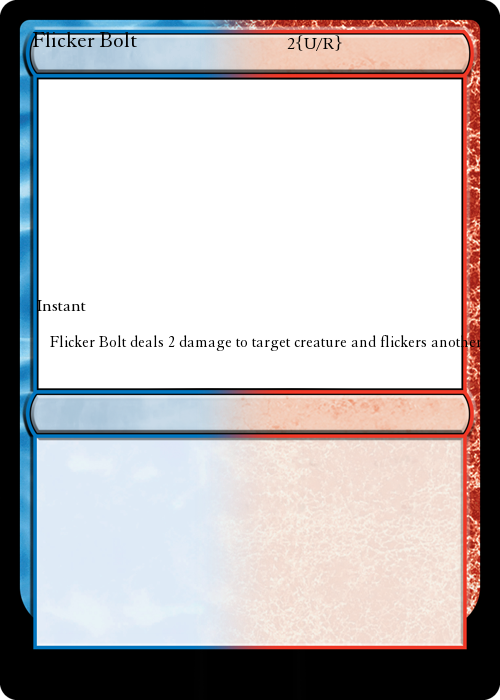 Flicker Bolt 2{U/R}
Instant
Flicker Bolt deals 2 damage to target creature and flickers another